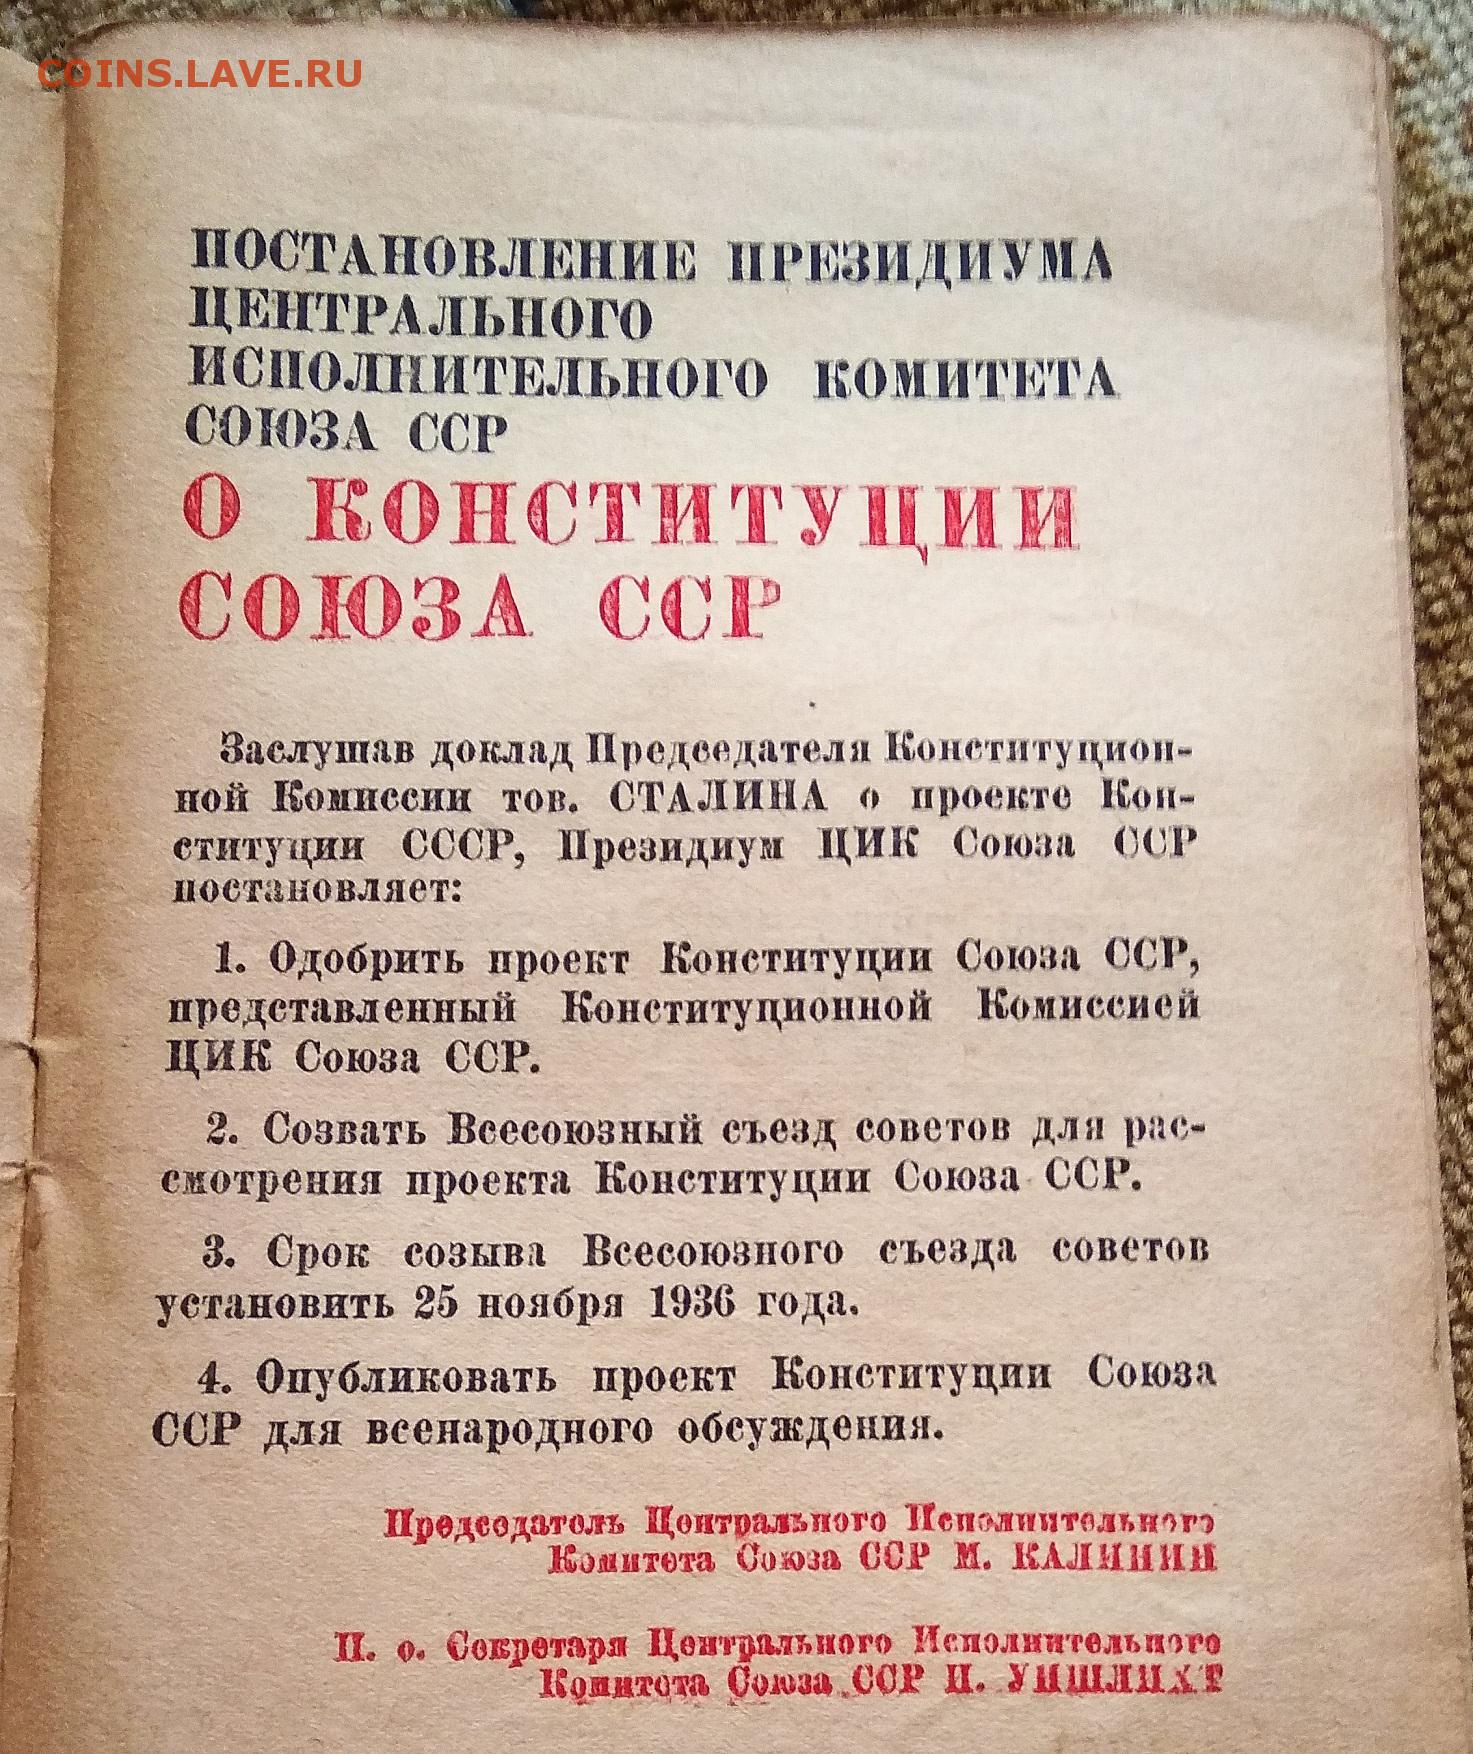 COINS.LAVE.RU
ПОСТАНОВЛЕНИЕ ПРЕЗИДИУМА
ЦЕНТРАЛЬНОГО
ИСПОЛНИТЕЛЬНОГО КОМИТЕТА
СОЮЗА ССР
О КОНСТИТУЦИИ
СОЮЗА ССР
Заслушав доклад Председателя Конституцион-
ной Комиссии тов. СТАЛИНА о проекте Кон-
ституции СССР, Президиум ЦИК Союза ССР
постановляет:
1. Одобрить проект Конституции Союза ССР,
представленный Конституционной Комиссией
ЦИК Союза ССР.
2. Созвать Всесоюзный съезд советов для рас-
смотрения проекта Конституции Союза ССР.
3. Срок созыва Всесоюзного съезда советов
установить 25 ноября 1936 года.
4. Опубликовать проект Конституции Союза
ССР для всенародного обсуждения.
Председатель Центрального Исполнительного
Комитета Союза ССР М. КАЛИНИН
И. о. Секретаря Центрального Исполнительного
Комитета Союза ССР И. УНШЛИХТ